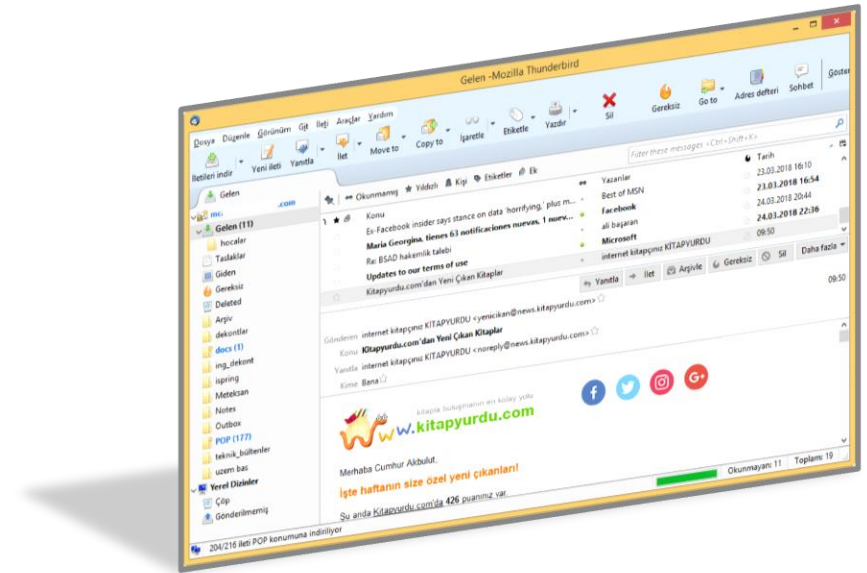 Gelen -Mozilla Thunderbird
Dosya Düzenle Görünüm Git İleti Araçlar Yardım
İletileri indir Yeni ileti Yanıtla İlet Move to Copy to İşaretle Etiketle Yazdır Sil Gereksiz Go to Adres defteri Sohbet Göster
Gelen
Okunmamış Yıldızlı Kişi Etiketler Ek
Filter these messages <Ctrl+Shift+K>
Konu Yazanlar Tarih
Ex-Facebook insider says stance on data 'horrifying,' plus m... Best of MSN 23.03.2018 16:10
Maria Georgina, tienes 63 notificaciones nuevas, 1 nuev... Facebook 23.03.2018 16:54
Re: BSAD hakemlik talebi ali başaran 24.03.2018 20:44
Updates to our terms of use Microsoft 24.03.2018 22:36
Kitapyurdu.com'dan Yeni Çıkan Kitaplar internet kitapçınız KİTAPYURDU 09:50
mc. .com
Gelen (11)
hocalar
Taslaklar
Giden
Gereksiz
Deleted
Arşiv
dekontlar
docs (1)
ing_dekont
ispring
Meteksan
Notes
Outbox
POP (177)
teknik_bültenler
uzem bas
Yerel Dizinler
Çöp
Gönderilmemiş
Yanıtla İlet Arşivle Gereksiz Sil Daha fazla
Gönderen internet kitapçınız KİTAPYURDU <yenicikan@news.kitapyurdu.com>
Konu Kitapyurdu.com'dan Yeni Çıkan Kitaplar 09:50
Yanıtla internet kitapçınız KİTAPYURDU <noreply@news.kitapyurdu.com>
Kime Bana
kitapla buluşmanın en kolay yolu
www.kitapyurdu.com
f G+
Merhaba Cumhur Akbulut,
İşte haftanın size özel yeni çıkanları!
Şu anda Kitapyurdu.com'da 426 puanınız var.
204/216 ileti POP konumuna indiriliyor Okunmayan: 11 Toplam: 19